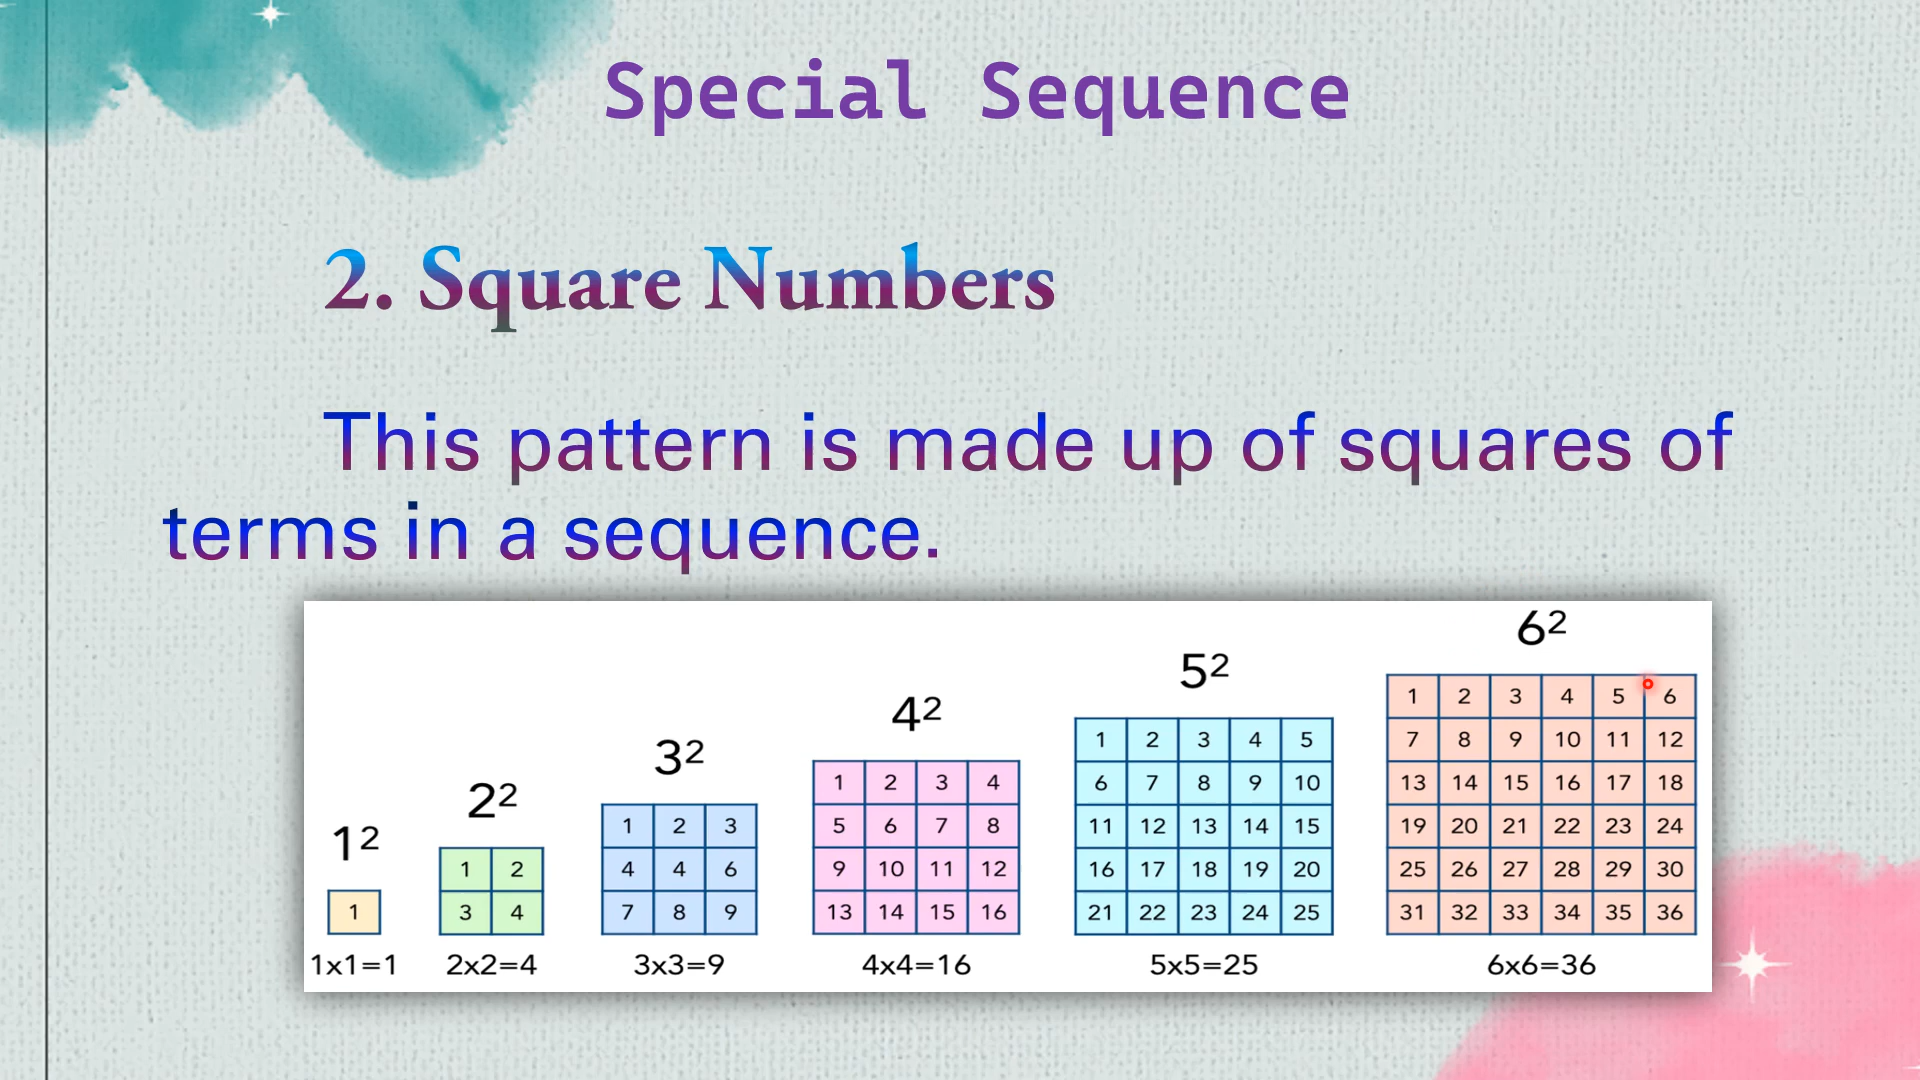 Special Sequence
2. Square Numbers
This pattern is made up of squares of
terms in a sequence.
1²
1
1x1=1
2²
1 2
3 4
2x2=4
3²
1 2 3
4 4 6
7 8 9
3x3=9
4²
1 2 3 4
5 6 7 8
9 10 11 12
13 14 15 16
4x4=16
5²
1 2 3 4 5
6 7 8 9 10
11 12 13 14 15
16 17 18 19 20
21 22 23 24 25
5x5=25
6²
1 2 3 4 5 6
7 8 9 10 11 12
13 14 15 16 17 18
19 20 21 22 23 24
25 26 27 28 29 30
31 32 33 34 35 36
6x6=36